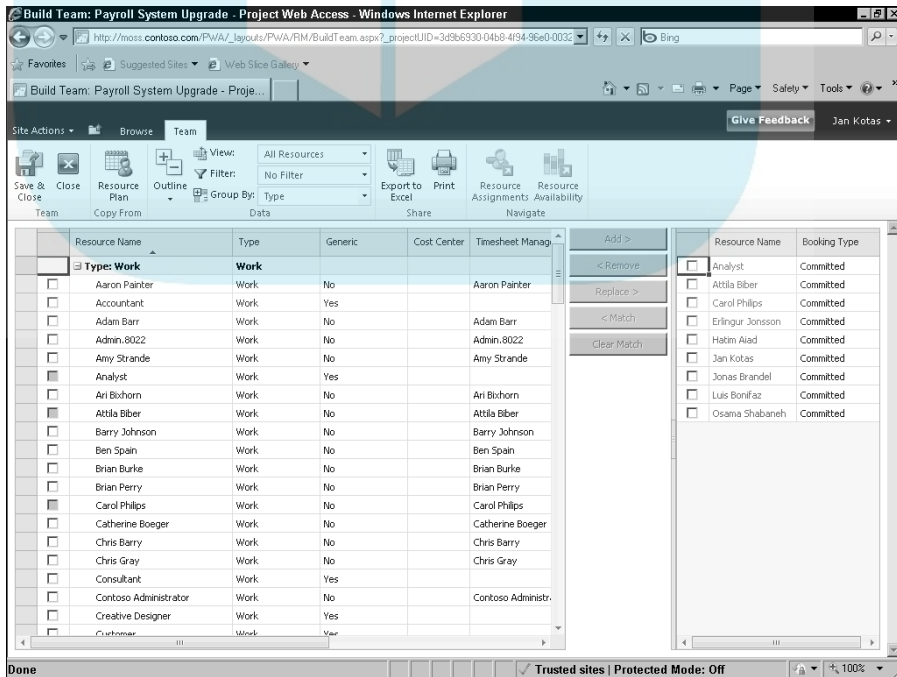 Build Team: Payroll System Upgrade - Project Web Access - Windows Internet Explorer
http://moss.contoso.com/PWA/_layouts/PWA/RM/BuildTeam.aspx?_projectUID=3d9b6930-04b8-4f94-96e0-0032
Bing
Favorites Suggested Sites Web Slice Gallery
Build Team: Payroll System Upgrade - Proje...
Page Safety Tools
Give Feedback Jan Kotas
Site Actions Browse Team
Save & Close
Close
Resource Plan
Outline
View: All Resources
Filter: No Filter
Group By: Type
Export to Excel
Print
Resource Assignments
Resource Availability
Team Copy From Data Share Navigate
Resource Name Type Generic Cost Center Timesheet Manag
Type: Work Work
Aaron Painter Work No Aaron Painter
Accountant Work Yes
Adam Barr Work No Adam Barr
Admin.8022 Work No Admin.8022
Amy Strande Work No Amy Strande
Analyst Work Yes
Ari Bixhorn Work No Ari Bixhorn
Attila Biber Work No Attila Biber
Barry Johnson Work No Barry Johnson
Ben Spain Work No Ben Spain
Brian Burke Work No Brian Burke
Brian Perry Work No Brian Perry
Carol Philips Work No Carol Philips
Catherine Boeger Work No Catherine Boeger
Chris Barry Work No Chris Barry
Chris Gray Work No Chris Gray
Consultant Work Yes
Contoso Administrator Work No Contoso Administr
Creative Designer Work Yes
Customer Work Yes
Add >
< Remove
Replace >
< Match
Clear Match
Resource Name Booking Type
Analyst Committed
Attila Biber Committed
Carol Philips Committed
Erlingur Jonsson Committed
Hatim Aiad Committed
Jan Kotas Committed
Jonas Brandel Committed
Luis Bonifaz Committed
Osama Shabaneh Committed
Done Trusted sites | Protected Mode: Off 100%